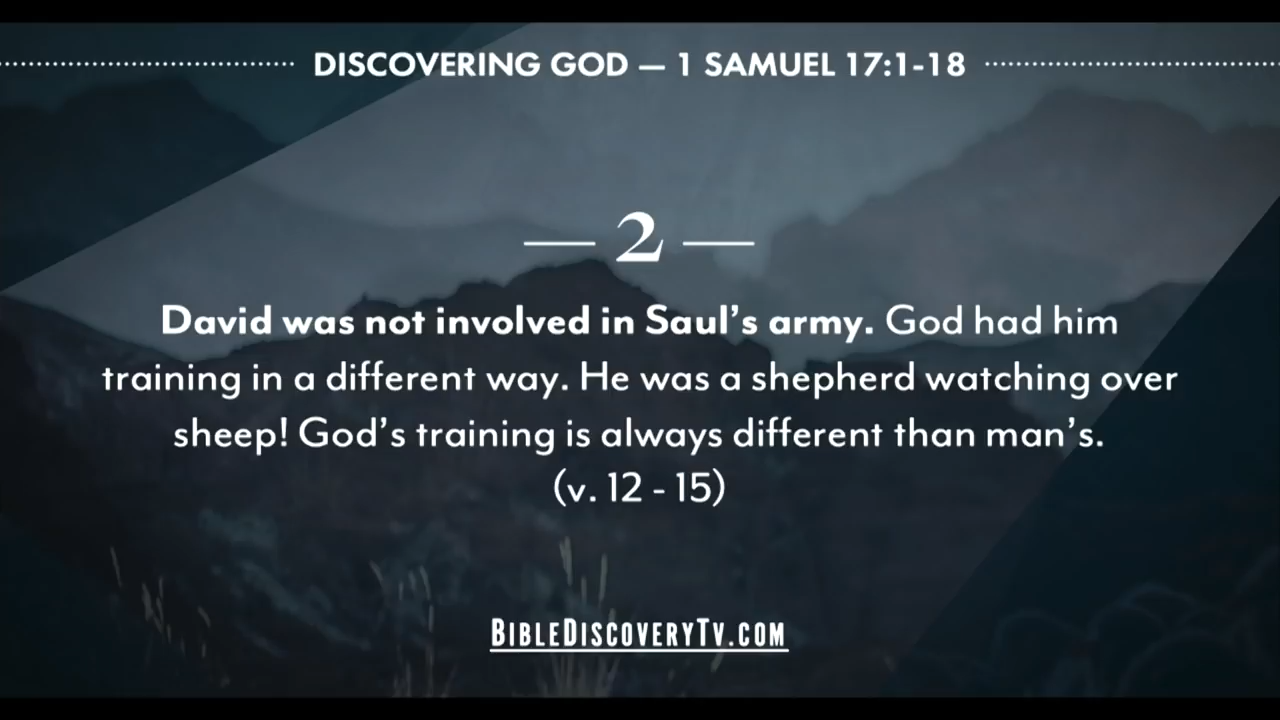 DISCOVERING GOD — 1 SAMUEL 17:1-18
— 2 —
David was not involved in Saul’s army. God had him
training in a different way. He was a shepherd watching over
sheep! God’s training is always different than man’s.
(v. 12 - 15)
BIBLEDISCOVERYTV.COM